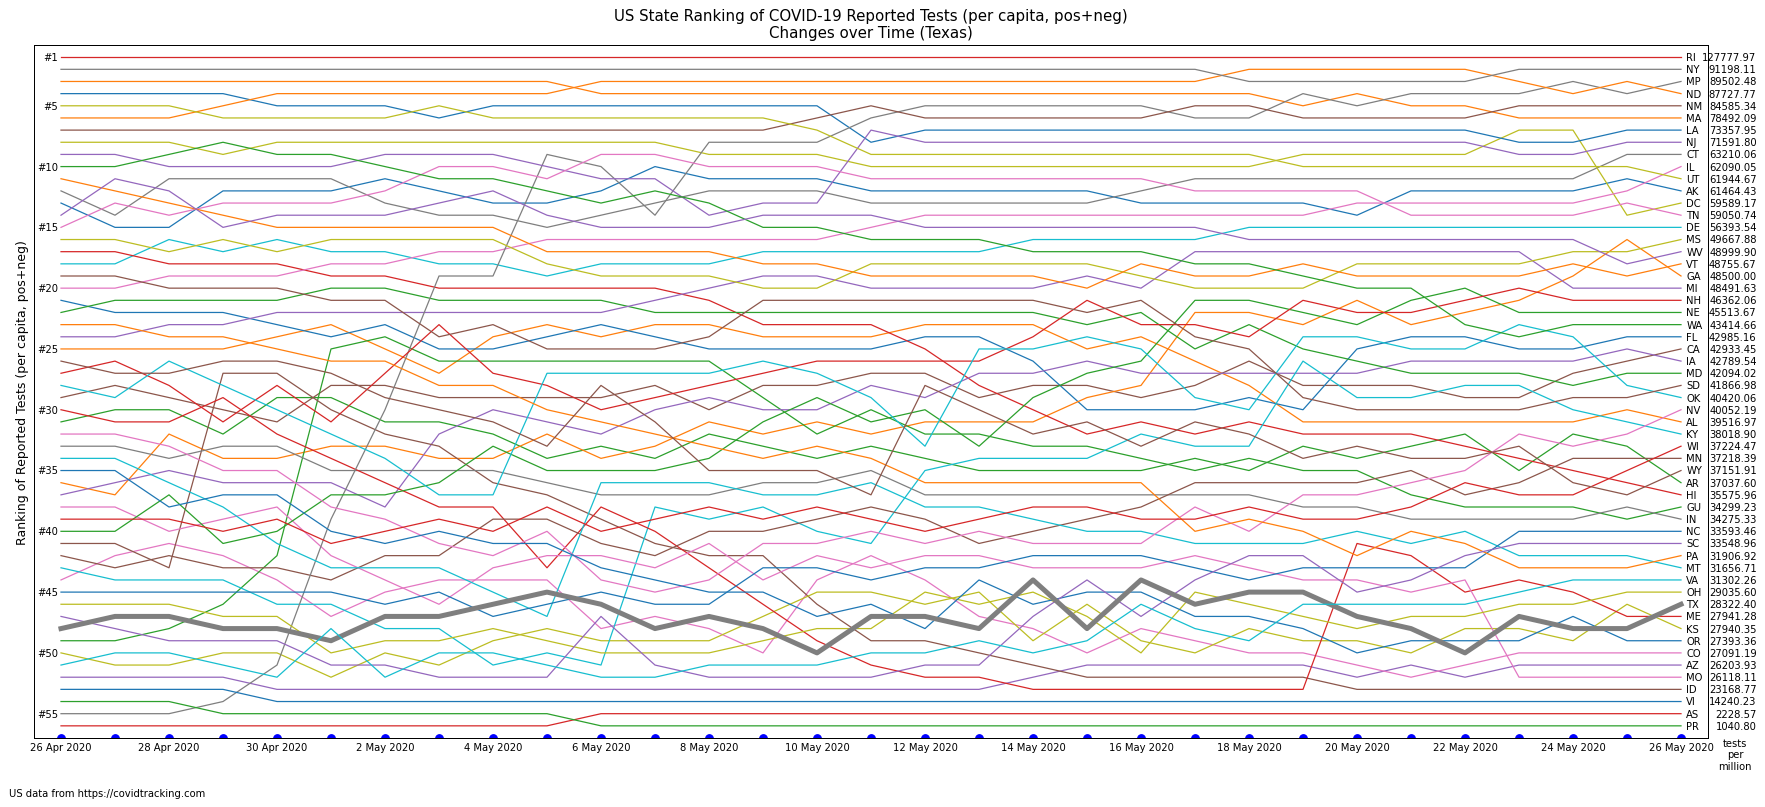 US State Ranking of COVID-19 Reported Tests (per capita, pos+neg)
Changes over Time (Texas)
Ranking of Reported Tests (per capita, pos+neg)
#1
#5
#10
#15
#20
#25
#30
#35
#40
#45
#50
#55
RI 127777.97
NY 91198.11
MP 89502.48
ND 87727.77
NM 84585.34
MA 78492.09
LA 73357.95
NJ 71591.80
CT 63210.06
IL 62090.05
UT 61944.67
AK 61464.43
DC 59589.17
TN 59050.74
DE 56393.54
MS 49667.88
WV 48999.90
VT 48755.67
GA 48500.00
MI 48491.63
NH 46362.06
NE 45513.67
WA 43414.66
FL 42985.16
CA 42933.45
IA 42789.54
MD 42094.02
SD 41866.98
OK 40420.06
NV 40052.19
AL 39516.97
KY 38018.90
WI 37224.47
MN 37218.39
WY 37151.91
AR 37037.60
HI 35575.96
GU 34299.23
IN 34275.33
NC 33593.46
SC 33548.96
PA 31906.92
MT 31656.71
VA 31302.26
OH 29035.60
TX 28322.40
ME 27941.28
KS 27940.35
OR 27393.36
CO 27091.19
AZ 26203.93
MO 26118.11
ID 23168.77
VI 14240.23
AS 2228.57
PR 1040.80
26 Apr 2020 28 Apr 2020 30 Apr 2020 2 May 2020 4 May 2020 6 May 2020 8 May 2020 10 May 2020 12 May 2020 14 May 2020 16 May 2020 18 May 2020 20 May 2020 22 May 2020 24 May 2020 26 May 2020
tests
per
million
US data from https://covidtracking.com